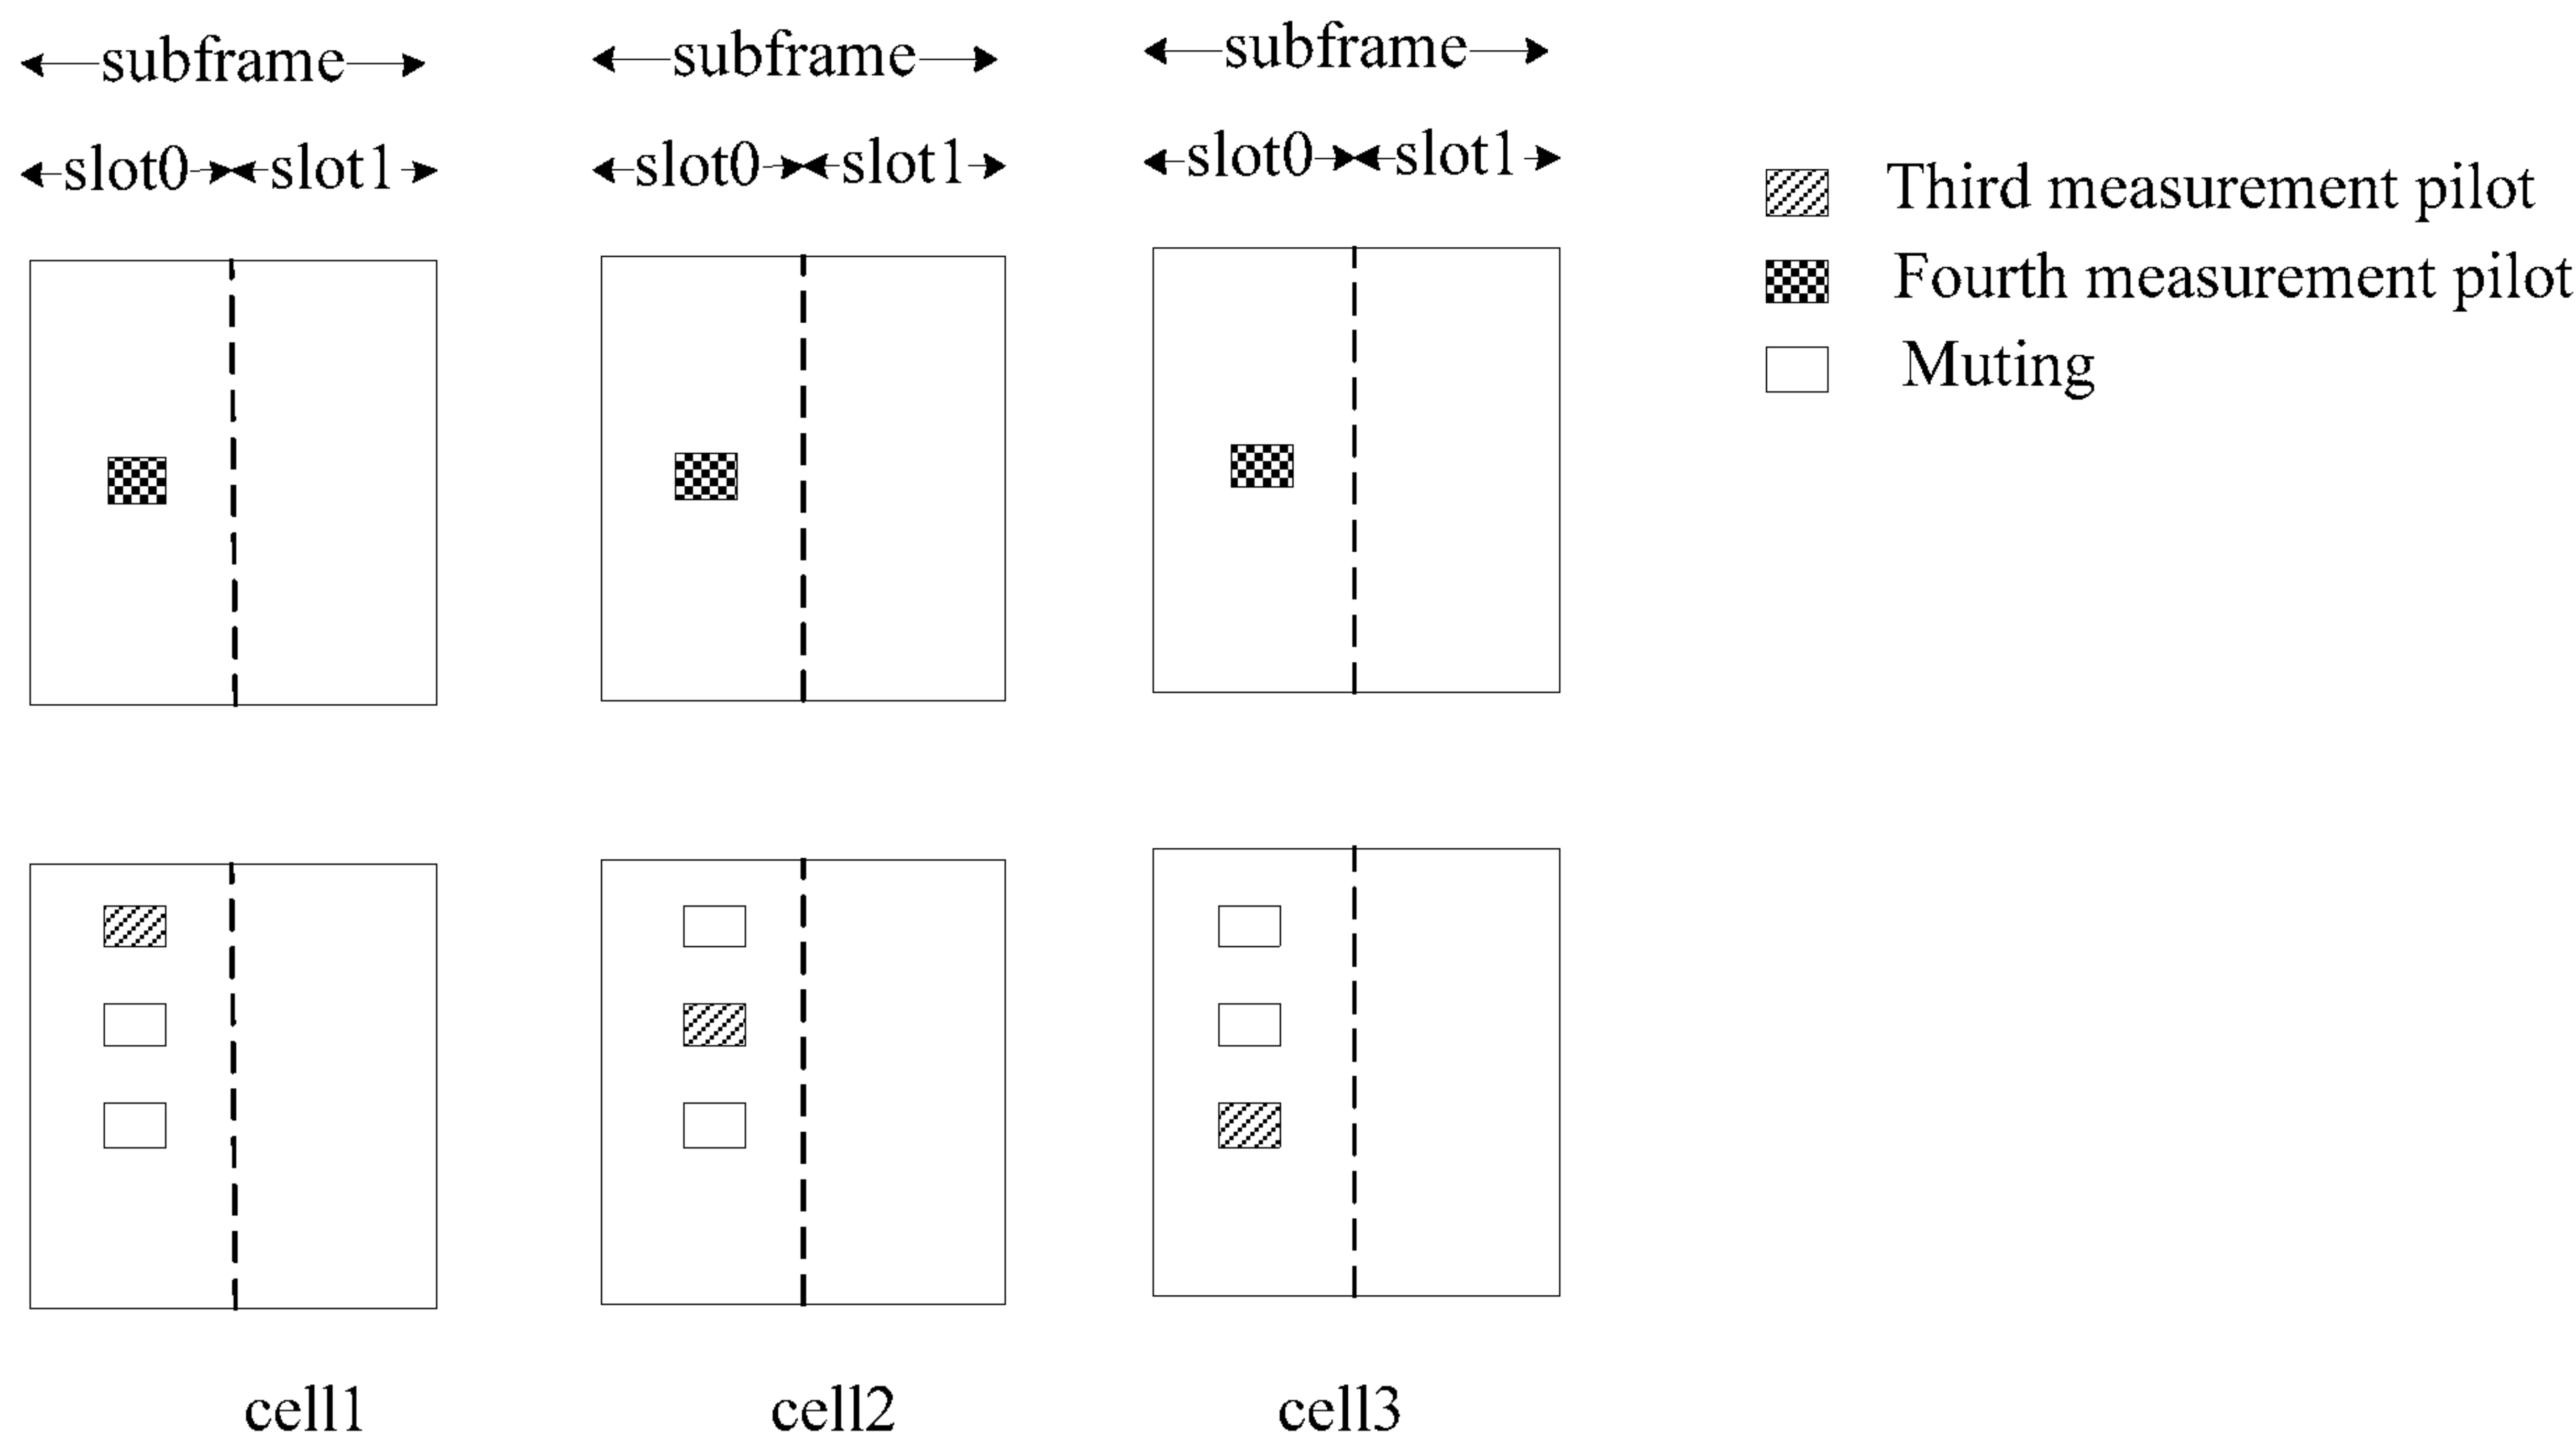 subframe subframe subframe
slot0 slot1 slot0 slot1 slot0 slot1
Third measurement pilot
Fourth measurement pilot
Muting
cell1 cell2 cell3